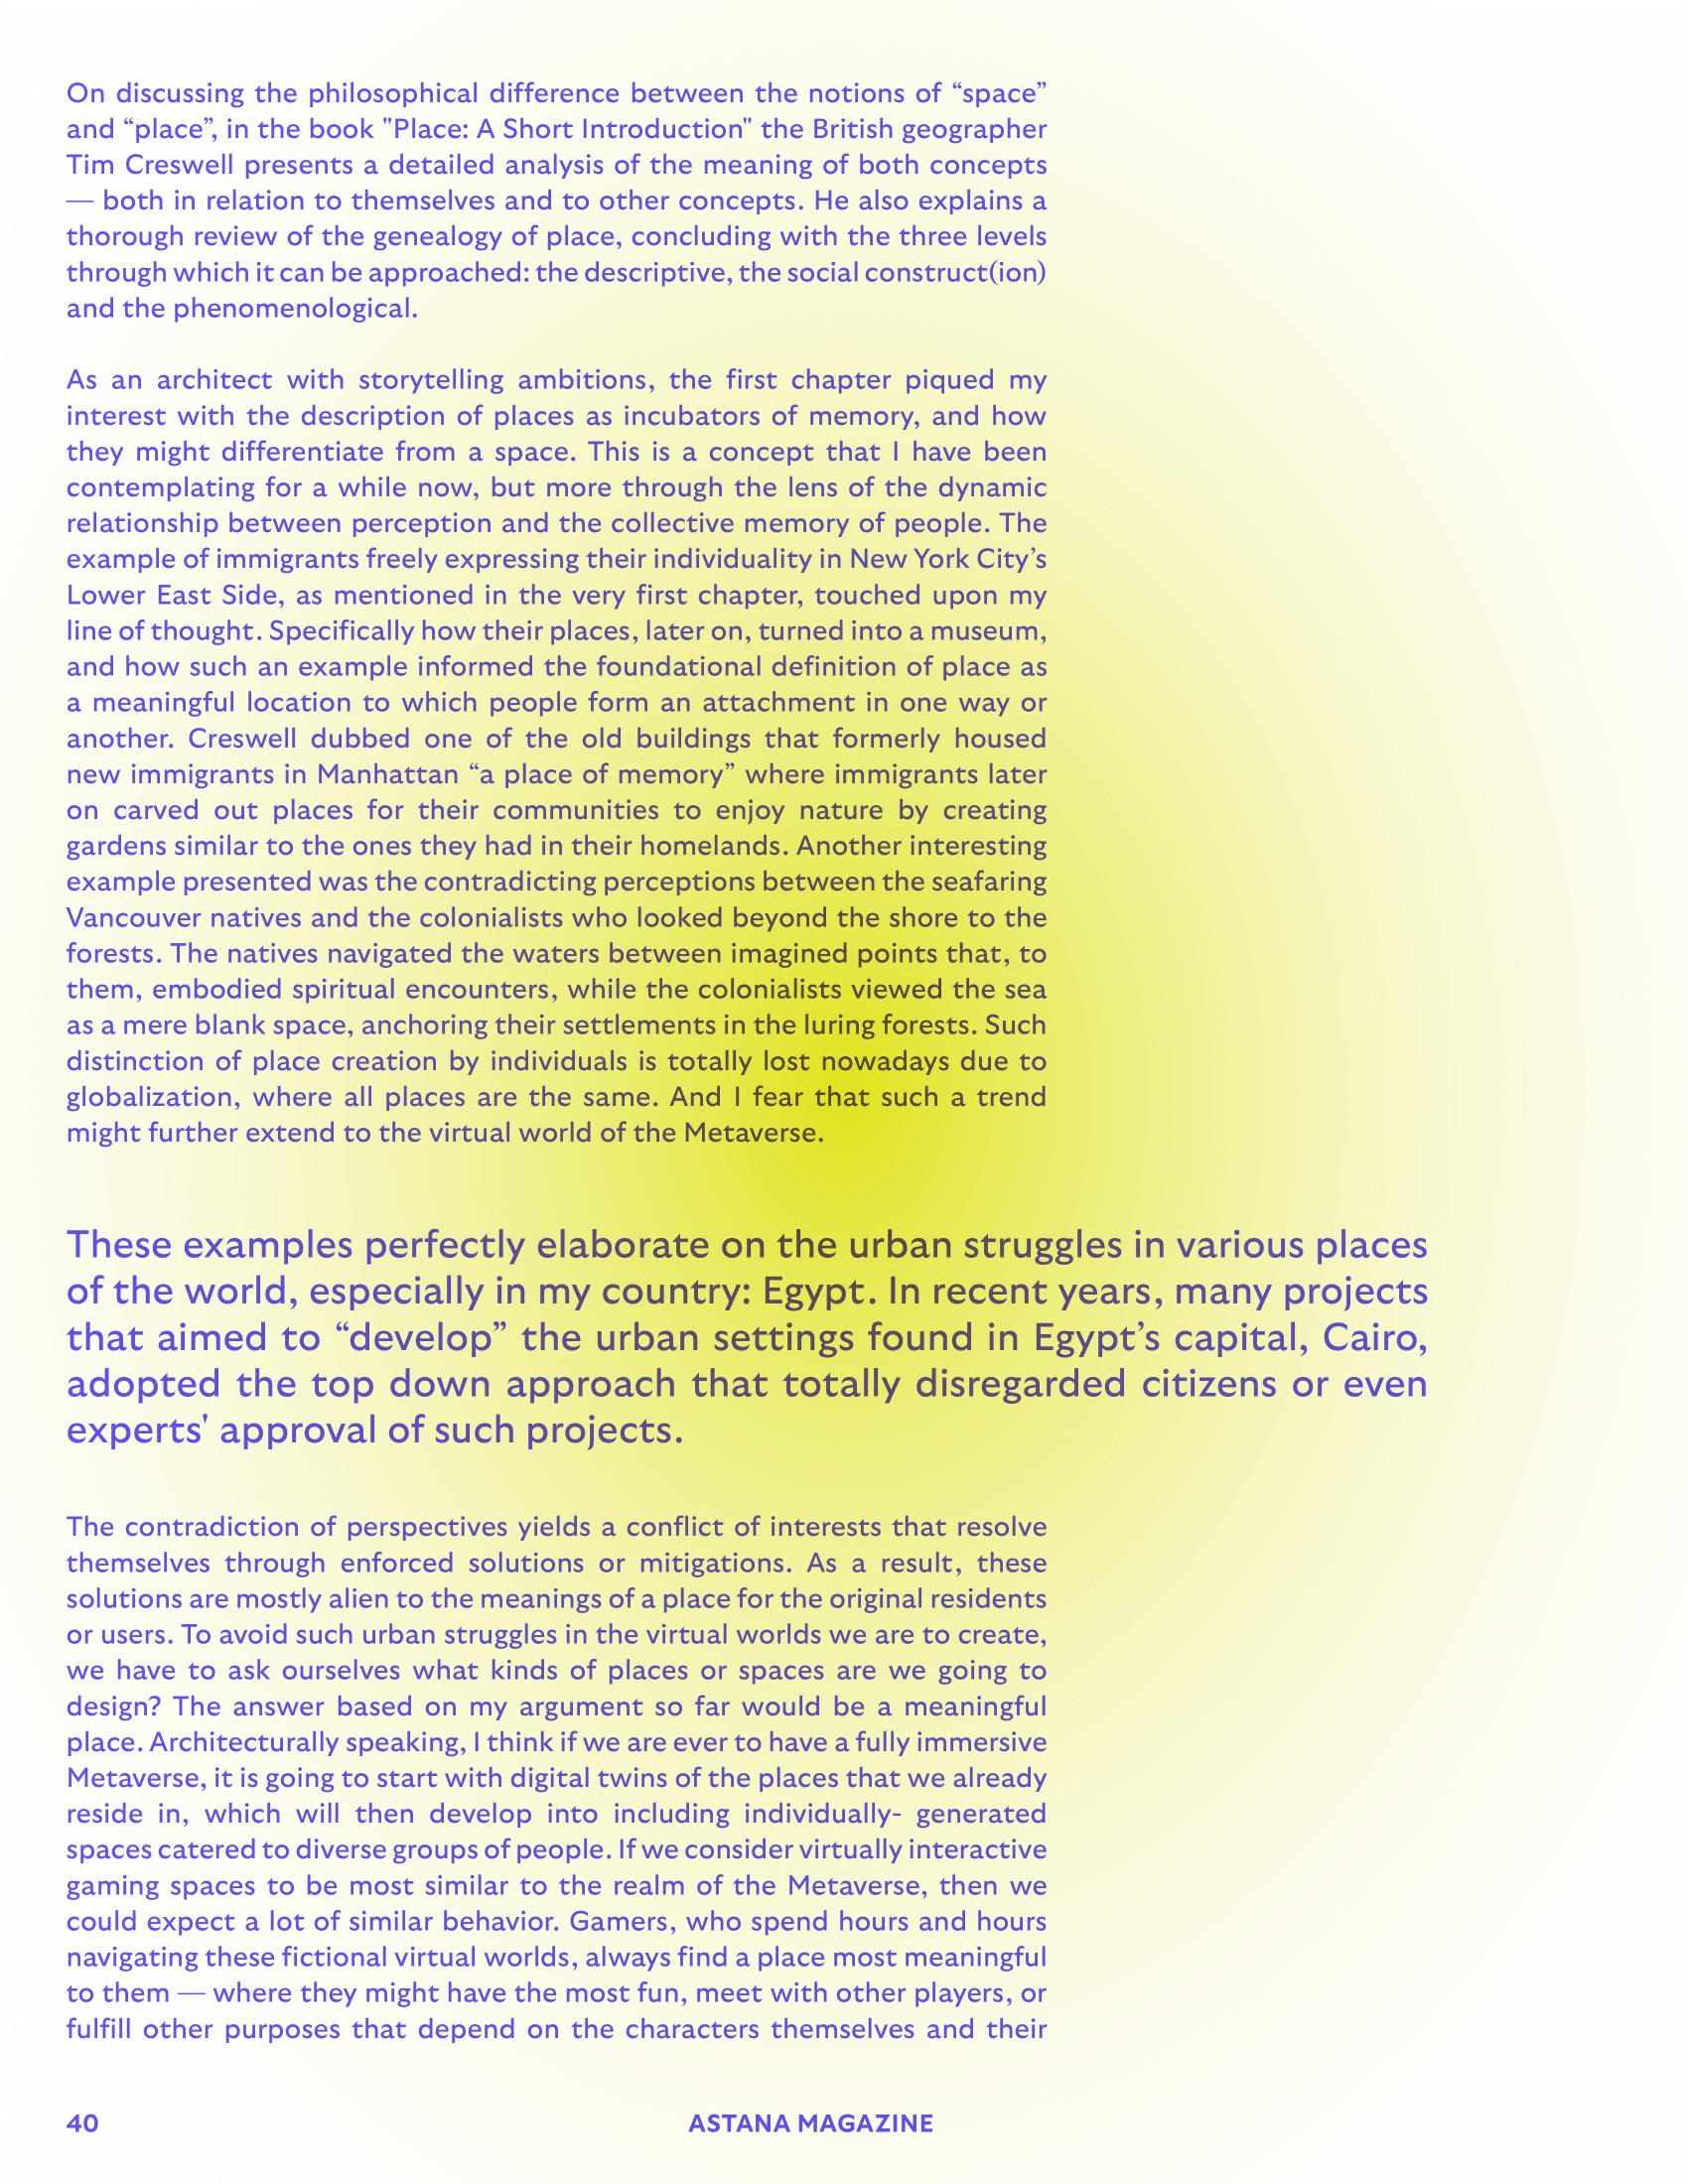 On discussing the philosophical difference between the notions of “space”
and “place”, in the book "Place: A Short Introduction" the British geographer
Tim Creswell presents a detailed analysis of the meaning of both concepts
— both in relation to themselves and to other concepts. He also explains a
thorough review of the genealogy of place, concluding with the three levels
through which it can be approached: the descriptive, the social construct(ion)
and the phenomenological.
As an architect with storytelling ambitions, the first chapter piqued my
interest with the description of places as incubators of memory, and how
they might differentiate from a space. This is a concept that I have been
contemplating for a while now, but more through the lens of the dynamic
relationship between perception and the collective memory of people. The
example of immigrants freely expressing their individuality in New York City’s
Lower East Side, as mentioned in the very first chapter, touched upon my
line of thought. Specifically how their places, later on, turned into a museum,
and how such an example informed the foundational definition of place as
a meaningful location to which people form an attachment in one way or
another. Creswell dubbed one of the old buildings that formerly housed
new immigrants in Manhattan “a place of memory” where immigrants later
on carved out places for their communities to enjoy nature by creating
gardens similar to the ones they had in their homelands. Another interesting
example presented was the contradicting perceptions between the seafaring
Vancouver natives and the colonialists who looked beyond the shore to the
forests. The natives navigated the waters between imagined points that, to
them, embodied spiritual encounters, while the colonialists viewed the sea
as a mere blank space, anchoring their settlements in the luring forests. Such
distinction of place creation by individuals is totally lost nowadays due to
globalization, where all places are the same. And I fear that such a trend
might further extend to the virtual world of the Metaverse.
These examples perfectly elaborate on the urban struggles in various places
of the world, especially in my country: Egypt. In recent years, many projects
that aimed to “develop” the urban settings found in Egypt’s capital, Cairo,
adopted the top down approach that totally disregarded citizens or even
experts' approval of such projects.
The contradiction of perspectives yields a conflict of interests that resolve
themselves through enforced solutions or mitigations. As a result, these
solutions are mostly alien to the meanings of a place for the original residents
or users. To avoid such urban struggles in the virtual worlds we are to create,
we have to ask ourselves what kinds of places or spaces are we going to
design? The answer based on my argument so far would be a meaningful
place. Architecturally speaking, I think if we are ever to have a fully immersive
Metaverse, it is going to start with digital twins of the places that we already
reside in, which will then develop into including individually- generated
spaces catered to diverse groups of people. If we consider virtually interactive
gaming spaces to be most similar to the realm of the Metaverse, then we
could expect a lot of similar behavior. Gamers, who spend hours and hours
navigating these fictional virtual worlds, always find a place most meaningful
to them — where they might have the most fun, meet with other players, or
fulfill other purposes that depend on the characters themselves and their
40
ASTANA MAGAZINE